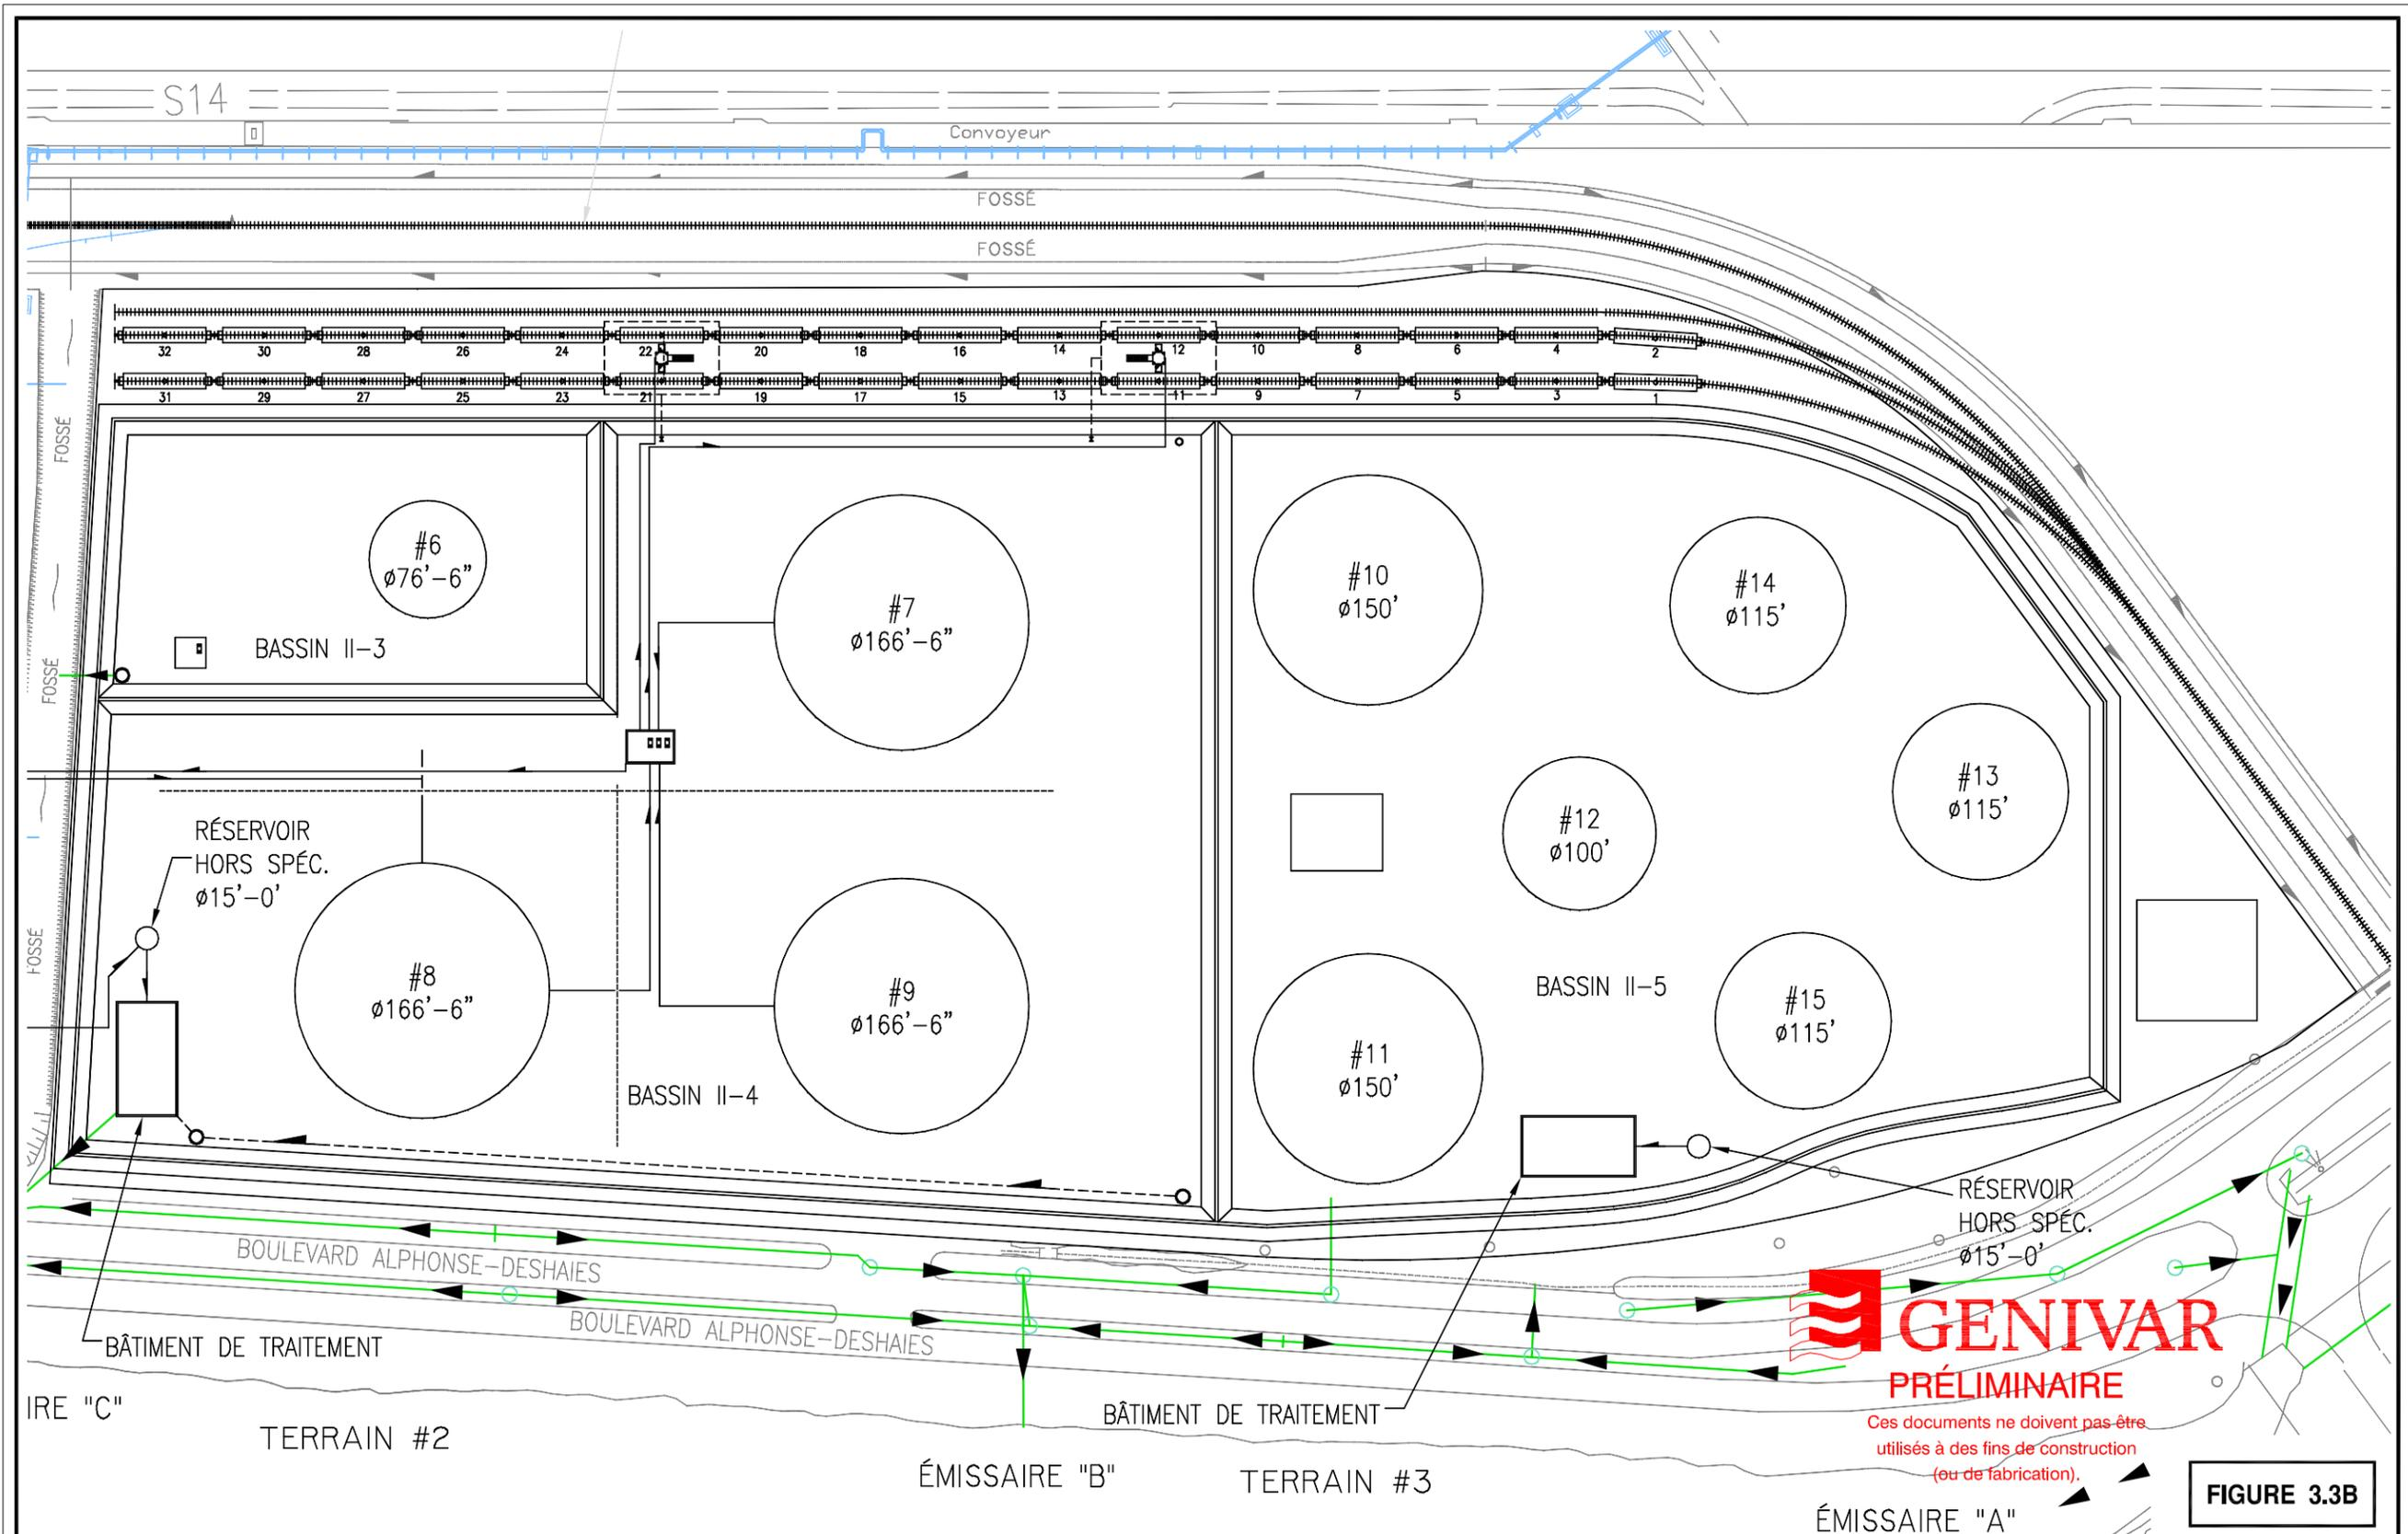 S14
Convoyeur
FOSSÉ
FOSSÉ
32 30 28 26 24 22 20 18 16 14 12 10 8 6 4 2
31 29 27 25 23 21 19 17 15 13 11 9 7 5 3 1
FOSSÉ
FOSSÉ
FOSSÉ
#6
ø76'-6"
BASSIN II-3
#7
ø166'-6"
#10
ø150'
#14
ø115'
#13
ø115'
#12
ø100'
RÉSERVOIR
HORS SPÉC.
ø15'-0'
#8
ø166'-6"
#9
ø166'-6"
BASSIN II-4
#11
ø150'
BASSIN II-5
#15
ø115'
RÉSERVOIR
HORS SPÉC.
ø15'-0'
BOULEVARD ALPHONSE-DESHAIES
BOULEVARD ALPHONSE-DESHAIES
BÂTIMENT DE TRAITEMENT
BÂTIMENT DE TRAITEMENT
IRE "C"
TERRAIN #2
ÉMISSAIRE "B"
TERRAIN #3
GENIVAR
PRÉLIMINAIRE
Ces documents ne doivent pas être
utilisés à des fins de construction
(ou de fabrication).
ÉMISSAIRE "A"
FIGURE 3.3B